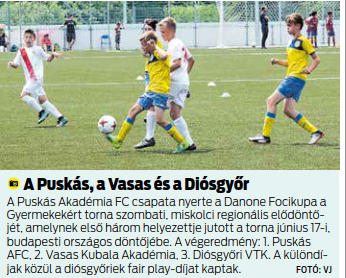 A Puskás, a Vasas és a Diósgyőr
A Puskás Akadémia FC csapata nyerte a Danone Focikupa a
Gyermekekért torna szombati, miskolci regionális elődöntő-
jét, amelynek első három helyezettje jutott a torna június 17-i,
budapesti országos döntőjébe. A végeredmény: 1. Puskás
AFC, 2. Vasas Kubala Akadémia, 3. Diósgyőri VTK. A különdí-
jak közül a diósgyőriek fair play-díjat kaptak.
FOTÓ: VJ